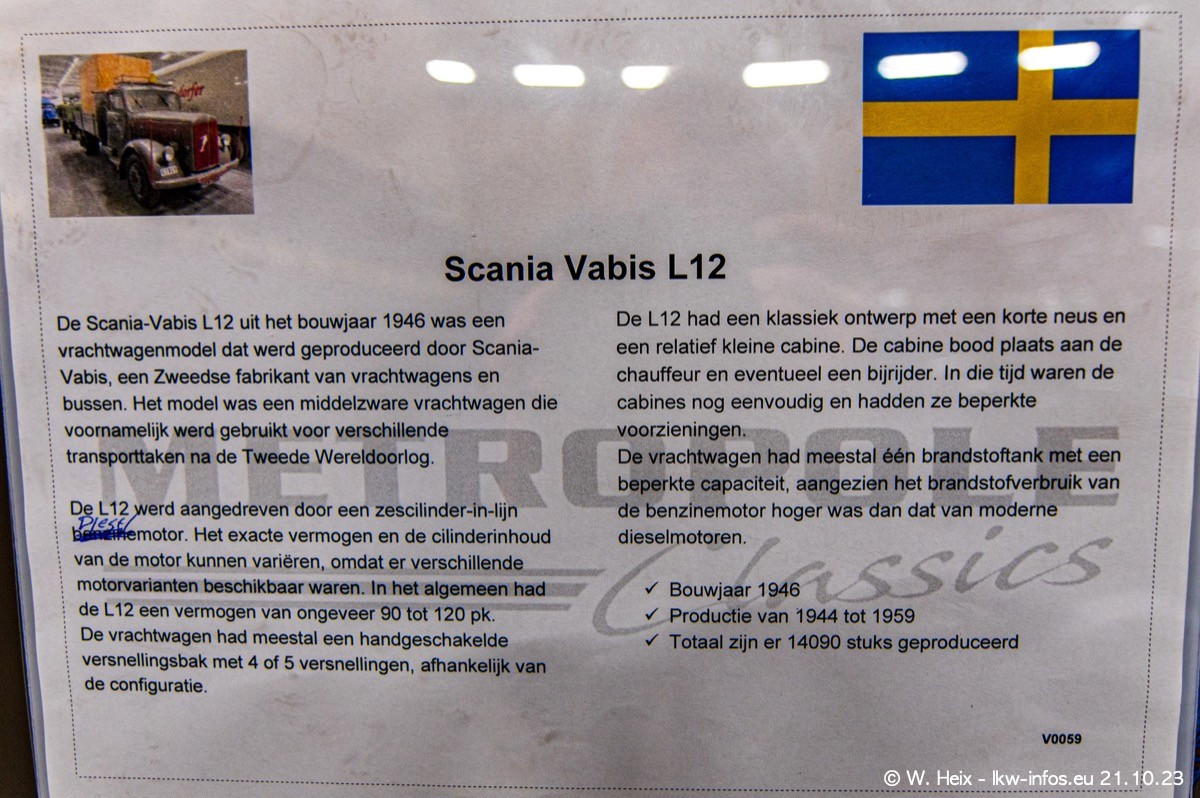 dorfer
Scania Vabis L12
De Scania-Vabis L12 uit het bouwjaar 1946 was een
vrachtwagenmodel dat werd geproduceerd door Scania-
Vabis, een Zweedse fabrikant van vrachtwagens en
bussen. Het model was een middelzware vrachtwagen die
voornamelijk werd gebruikt voor verschillende
transporttaken na de Tweede Wereldoorlog.
De L12 werd aangedreven door een zescilinder-in-lijn
Diesel
benzinemotor. Het exacte vermogen en de cilinderinhoud
van de motor kunnen variëren, omdat er verschillende
motorvarianten beschikbaar waren. In het algemeen had
de L12 een vermogen van ongeveer 90 tot 120 pk.
De vrachtwagen had meestal een handgeschakelde
versnellingsbak met 4 of 5 versnellingen, afhankelijk van
de configuratie.
De L12 had een klassiek ontwerp met een korte neus en
een relatief kleine cabine. De cabine bood plaats aan de
chauffeur en eventueel een bijrijder. In die tijd waren de
cabines nog eenvoudig en hadden ze beperkte
voorzieningen.
De vrachtwagen had meestal één brandstoftank met een
beperkte capaciteit, aangezien het brandstofverbruik van
de benzinemotor hoger was dan dat van moderne
dieselmotoren.
✓ Bouwjaar 1946
✓ Productie van 1944 tot 1959
✓ Totaal zijn er 14090 stuks geproduceerd
METROPOLE
Classics
V0059
© W. Heix - lkw-infos.eu 21.10.23